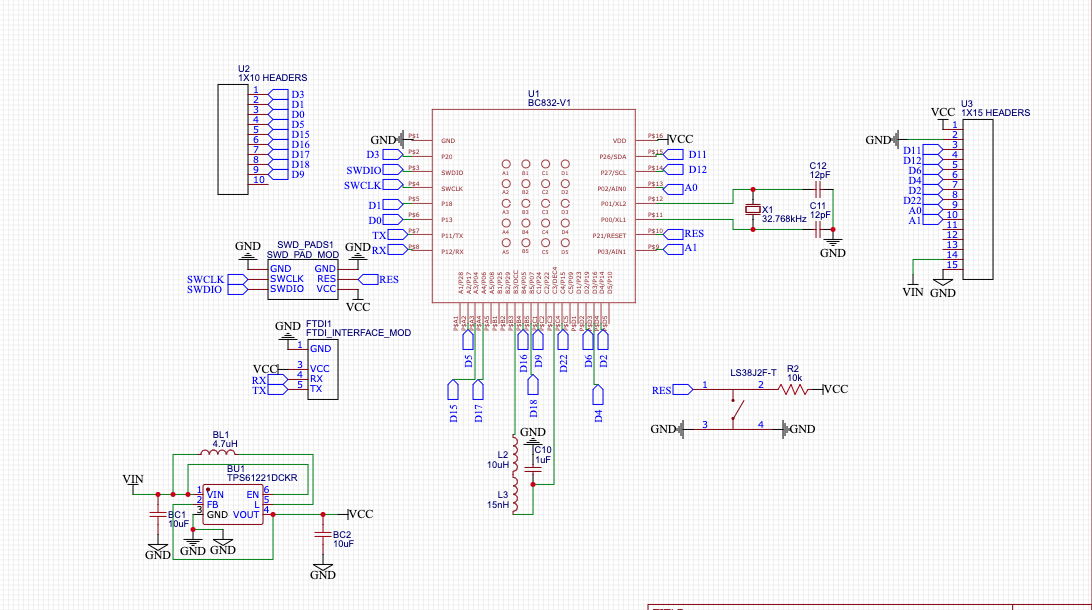 U2
1X10 HEADERS
1 D3
2 D1
3 D0
4 D5
5 D15
6 D16
7 D17
8 D18
9 D9
10
U1
BC832-V1
GND P$1 GND
D3 P$2 P20
SWDIO P$3 SWDIO
SWCLK P$4 SWCLK
D1 P$5 P18
D0 P$6 P13
TX P$7 P11/TX
RX P$8 P12/RX
VDD P$16 VCC
P26/SDA P$15 D11
P27/SCL P$14 D12
P02/AIN0 P$13 A0
P01/XL2 P$12
P00/XL1 P$11
P21/RESET P$10 RES
P03/AIN1 P$9 A1
A1 B1 C1 D1
A2 B2 C2 D2
A3 B3 C3 D3
A4 B4 C4 D4
A5 B5 C5 D5
D5
D16
D9
D22
D6
D2
D15
D17
D18
D4
C12
12pF
X1
32.768kHz
C11
12pF
GND
U3
1X15 HEADERS
VCC 1
GND 2
D11 3
D12 4
D6 5
D4 6
D2 7
D22 8
A0 9
A1 10
11
12
13
14
15
VIN
GND
SWD_PADS1
SWD_PAD_MOD
GND
GND
GND GND
SWCLK SWCLK RES RES
SWDIO SWDIO VCC
VCC
FTDI1
FTDI_INTERFACE_MOD
GND
1 GND
VCC 3 VCC
RX 4 RX
TX 5 TX
LS38J2F-T
R2
10k
RES 1 2 VCC
GND 3 4 GND
GND
C10
1uF
L2
10uH
L3
15nH
BL1
4.7uH
BU1
TPS61221DCKR
VIN
1 VIN EN 6
2 FB L 5
3 GND VOUT 4
VCC
BC1
10uF
GND
GND
GND
BC2
10uF
GND